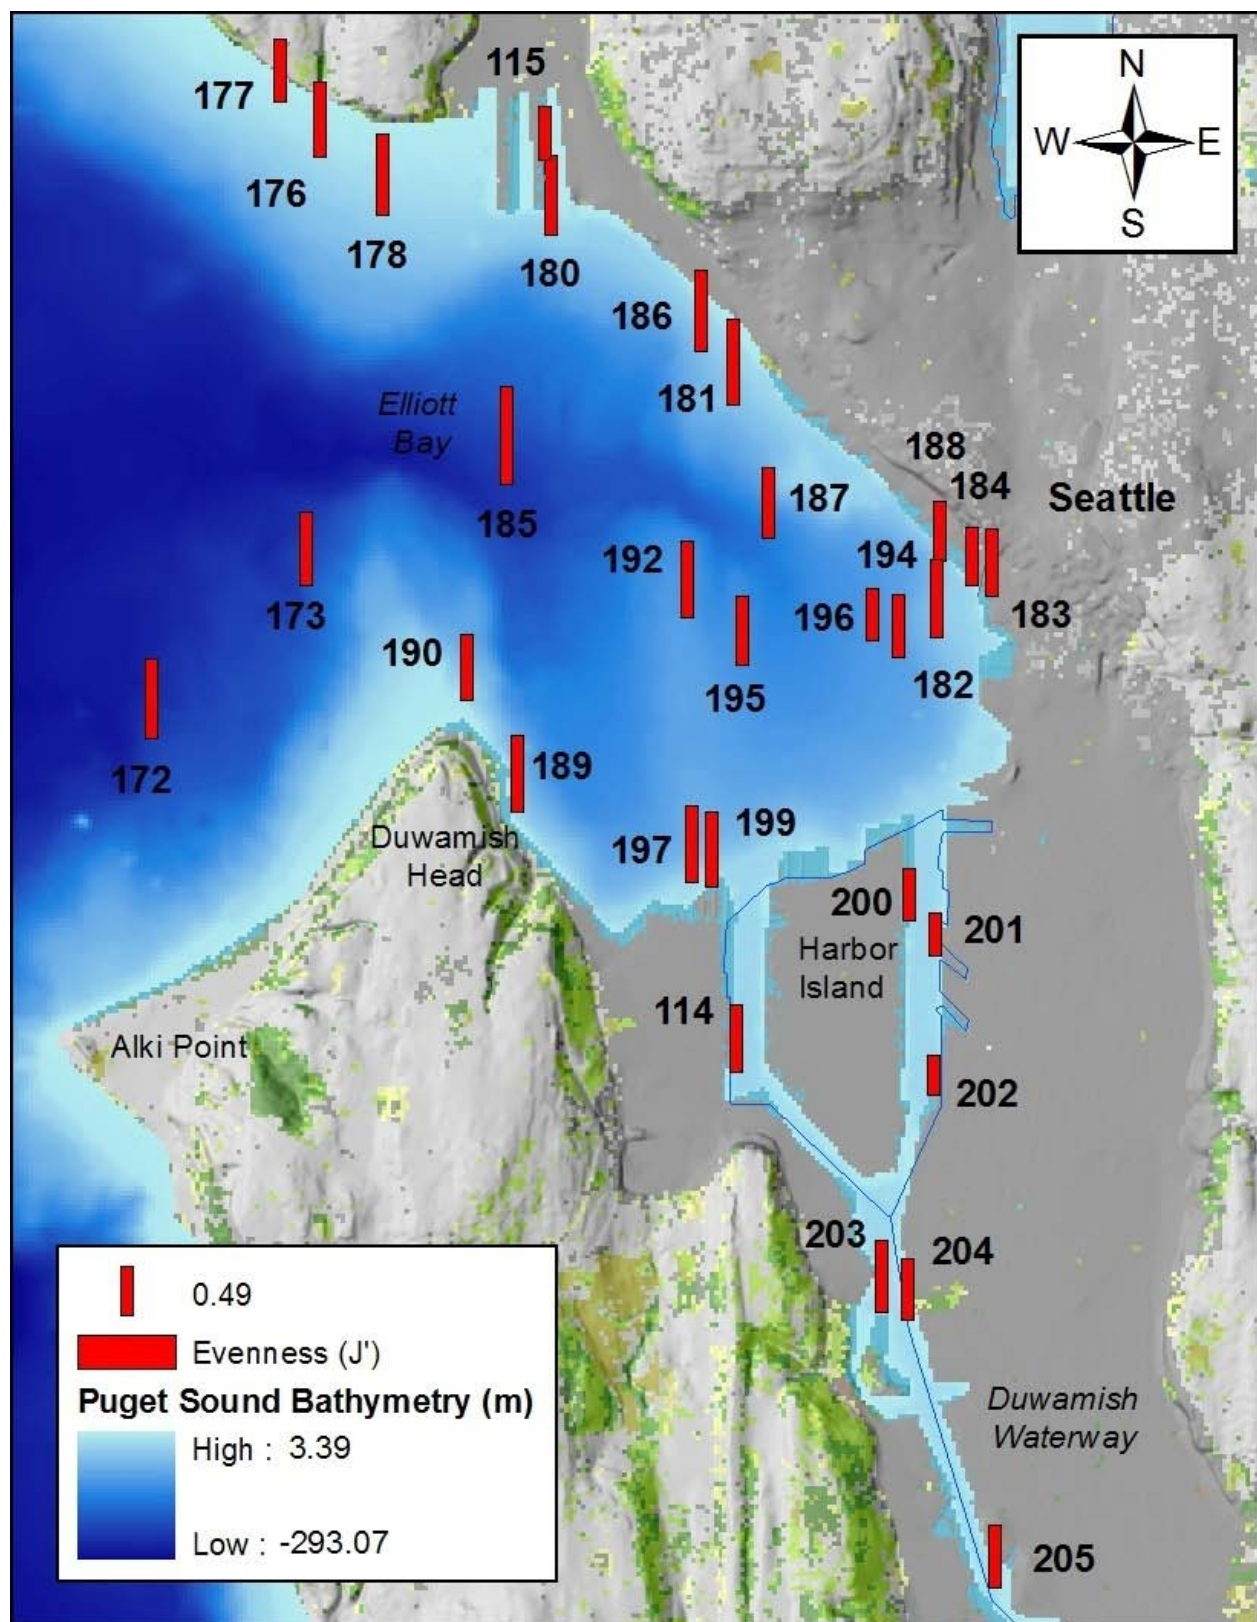 115
N
W E
S
177
176
178
180
186
181
Elliott
Bay
188
184
Seattle
187
185
192
194
173
196
183
190
195
182
172
189
Duwamish
Head
197
199
200
201
Harbor
Island
114
Alki Point
202
203
204
0.49
Evenness (J')
Puget Sound Bathymetry (m)
High : 3.39
Low : -293.07
Duwamish
Waterway
205